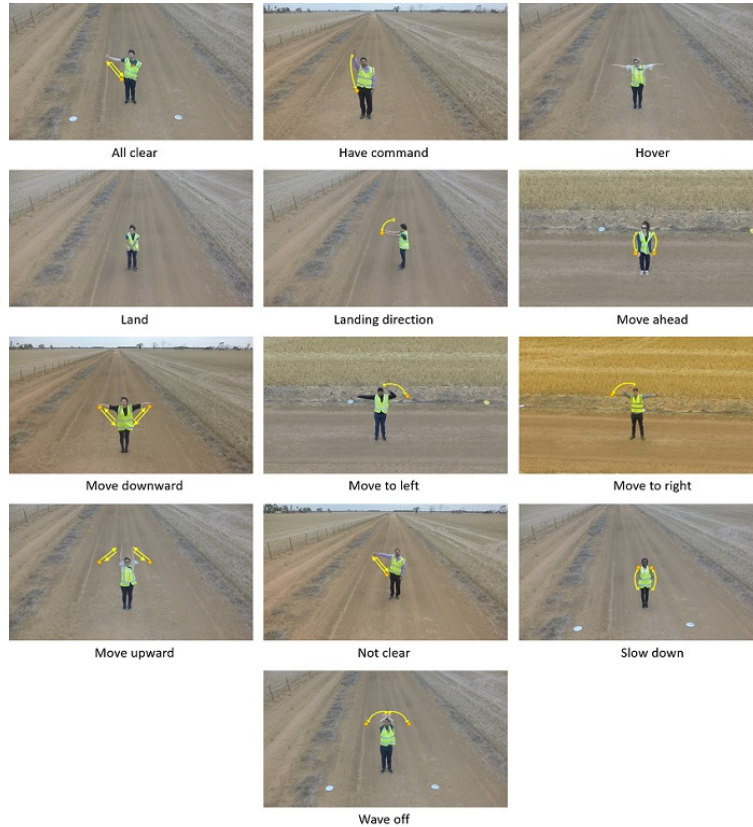 All clear
Have command
Hover
Land
Landing direction
Move ahead
Move downward
Move to left
Move to right
Move upward
Not clear
Slow down
Wave off